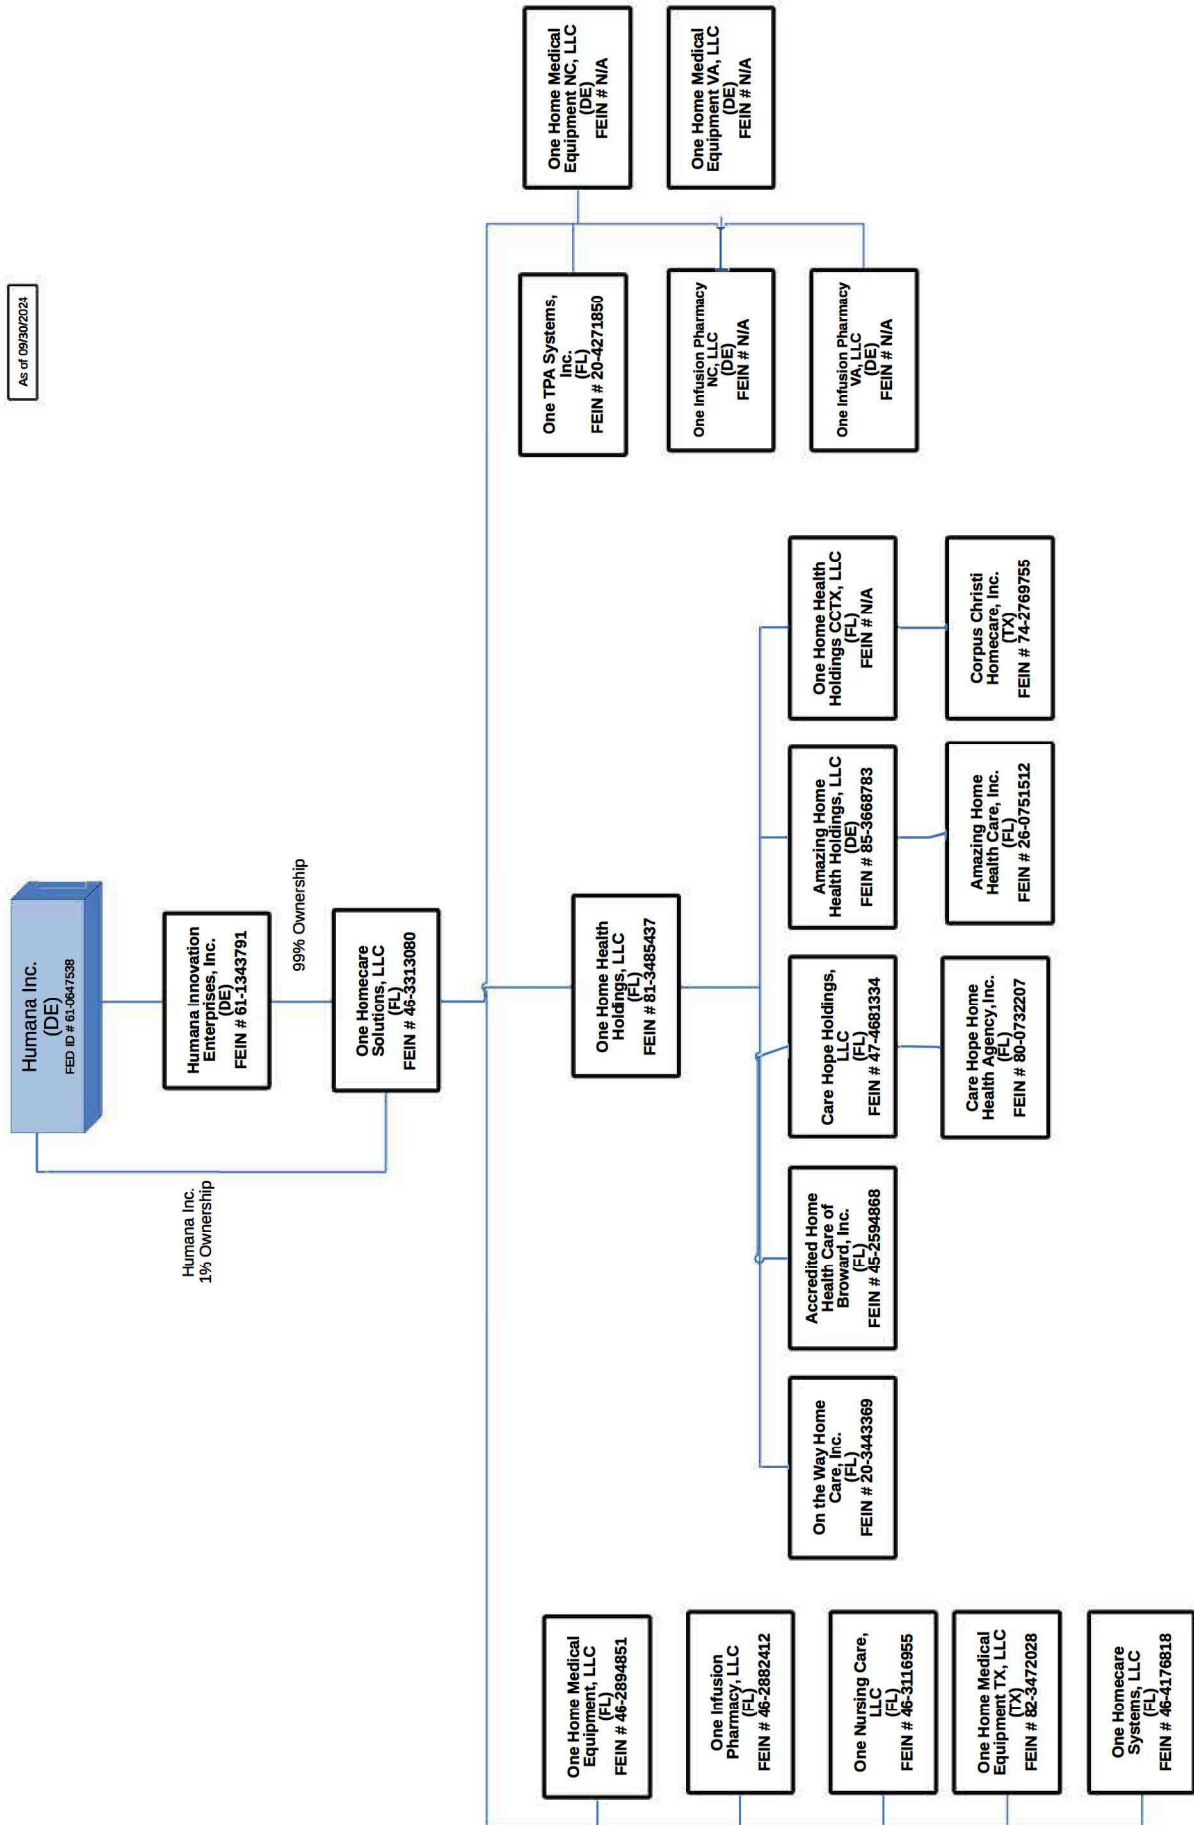 As of 09/30/2024
Humana Inc.
(DE)
FED ID # 61-0647538
Humana Inc.
1% Ownership
Humana Innovation
Enterprises, Inc.
(DE)
FEIN # 61-1343791
99% Ownership
One Homecare
Solutions, LLC
(FL)
FEIN # 46-3313080
One Home Medical
Equipment, LLC
(FL)
FEIN # 46-2894851
One Infusion
Pharmacy, LLC
(FL)
FEIN # 46-2882412
One Nursing Care,
LLC
(FL)
FEIN # 46-3116955
One Home Medical
Equipment TX, LLC
(TX)
FEIN # 82-3472028
One Homecare
Systems, LLC
(FL)
FEIN # 46-4176818
One Home Health
Holdings, LLC
(FL)
FEIN # 81-3485437
On the Way Home
Care, Inc.
(FL)
FEIN # 20-3443369
Accredited Home
Health Care of
Broward, Inc.
(FL)
FEIN # 45-2594868
Care Hope Holdings,
LLC
(FL)
FEIN # 47-4681334
Amazing Home
Health Holdings, LLC
(DE)
FEIN # 85-3668783
One Home Health
Holdings CCTX, LLC
(FL)
FEIN # N/A
Care Hope Home
Health Agency,Inc.
(FL)
FEIN # 80-0732207
Amazing Home
Health Care, Inc.
(FL)
FEIN # 26-0751512
Corpus Christi
Homecare, Inc.
(TX)
FEIN # 74-2769755
One TPA Systems,
Inc.
(FL)
FEIN # 20-4271850
One Home Medical
Equipment NC, LLC
(DE)
FEIN # N/A
One Infusion Pharmacy
NC, LLC
(DE)
FEIN # N/A
One Home Medical
Equipment VA, LLC
(DE)
FEIN # N/A
One Infusion Pharmacy
VA, LLC
(DE)
FEIN # N/A